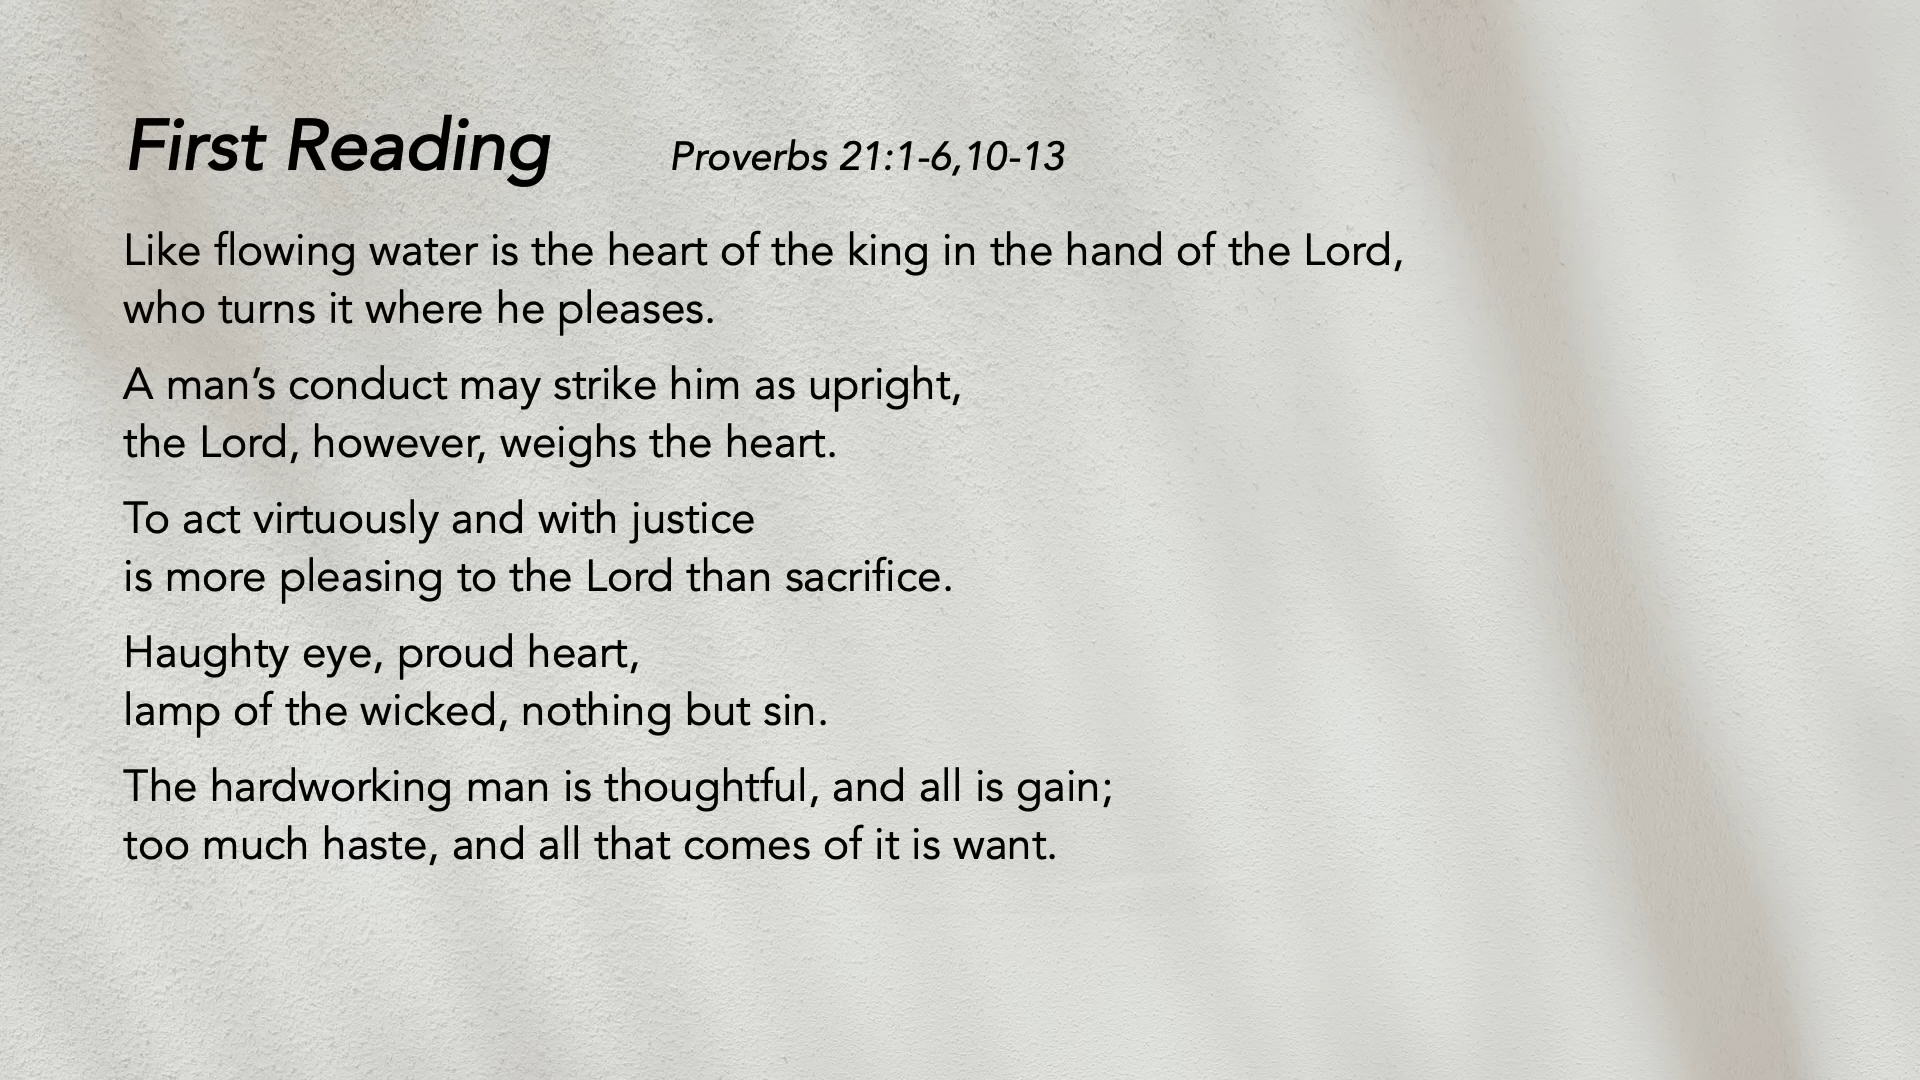 First Reading Proverbs 21:1-6,10-13
Like flowing water is the heart of the king in the hand of the Lord,
who turns it where he pleases.
A man’s conduct may strike him as upright,
the Lord, however, weighs the heart.
To act virtuously and with justice
is more pleasing to the Lord than sacrifice.
Haughty eye, proud heart,
lamp of the wicked, nothing but sin.
The hardworking man is thoughtful, and all is gain;
too much haste, and all that comes of it is want.